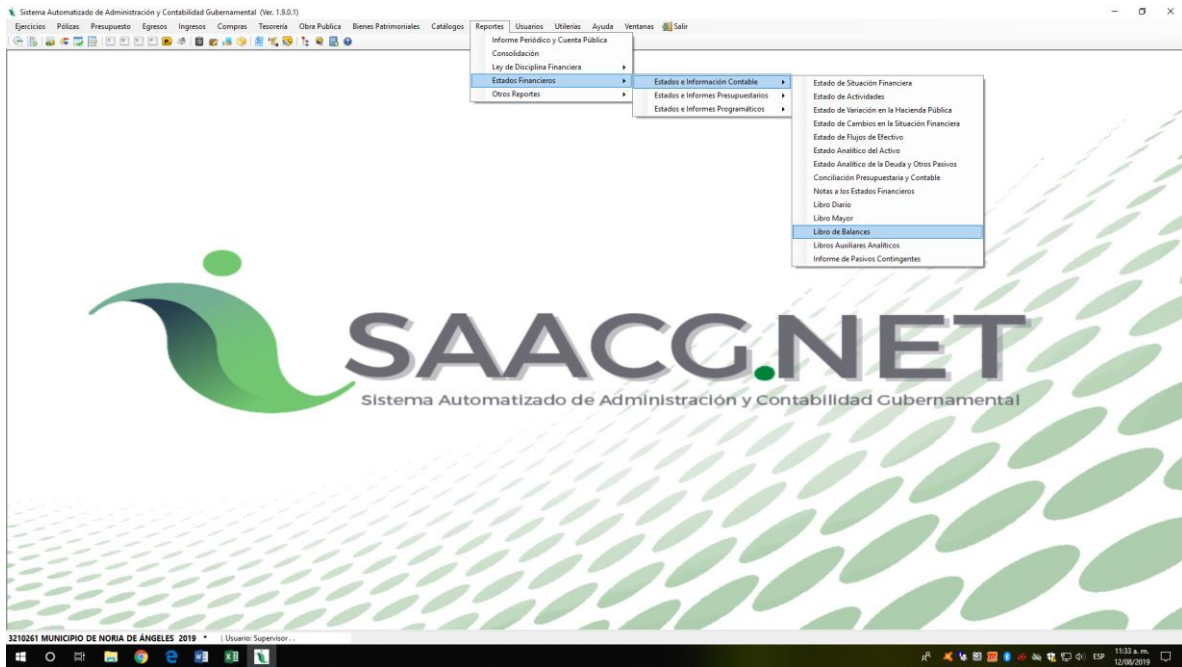 Sistema Automatizado de Administración y Contabilidad Gubernamental (Ver. 1.9.0.1)
Ejercicios Pólizas Presupuesto Egresos Ingresos Compras Tesorería Obra Publica Bienes Patrimoniales Catálogos Reportes Usuarios Utilerías Ayuda Ventanas Salir
Informe Periódico y Cuenta Pública
Consolidación
Ley de Disciplina Financiera
Estados Financieros
Otros Reportes
Estados e Información Contable
Estados e Informes Presupuestarios
Estados e Informes Programáticos
Estado de Situación Financiera
Estado de Actividades
Estado de Variación en la Hacienda Pública
Estado de Cambios en la Situación Financiera
Estado de Flujos de Efectivo
Estado Analítico del Activo
Estado Analítico de la Deuda y Otros Pasivos
Conciliación Presupuestaria y Contable
Notas a los Estados Financieros
Libro Diario
Libro Mayor
Libro de Balances
Libros Auxiliares Analíticos
Informe de Pasivos Contingentes
SAACG.NET
Sistema Automatizado de Administración y Contabilidad Gubernamental
3210261 MUNICIPIO DE NORIA DE ÁNGELES 2019 * | Usuario: Supervisor . .
ESP
11:33 a. m.
12/08/2019